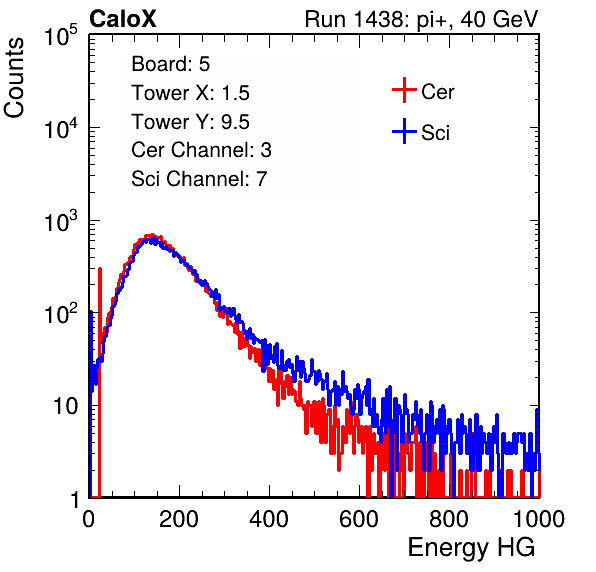 CaloX
Run 1438: pi+, 40 GeV
Counts
Board: 5
Tower X: 1.5
Tower Y: 9.5
Cer Channel: 3
Sci Channel: 7
Cer
Sci
10^5
10^4
10^3
10^2
10
1
0 200 400 600 800 1000
Energy HG